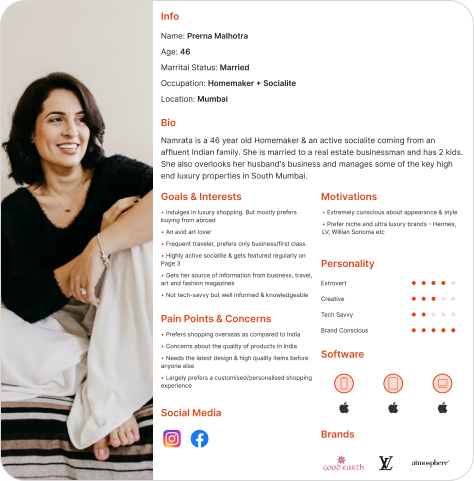 Info
Name: Prerna Malhotra
Age: 46
Marrital Status: Married
Occupation: Homemaker + Socialite
Location: Mumbai
Bio
Namrata is a 46 year old Homemaker & an active socialite coming from an
affluent Indian family. She is married to a real estate businessman and has 2 kids.
She also overlooks her husband's business and manages some of the key high
end luxury properties in South Mumbai.
Goals & Interests
• Indulges in luxury shopping. But mostly prefers
buying from abroad
• An avid art lover
• Frequent traveler, prefers only business/first class.
• Highly active socialite & gets featured regularly on
Page 3
• Gets her source of information from business, travel,
art and fashion magazines
• Not tech-savvy but well informed & knowledgeable
Pain Points & Concerns
• Prefers shopping overseas as compared to India
• Concerns about the quality of products in India
• Needs the latest design & high quality items before
anyone else
• Largely prefers a customised/personalised shopping
experience
Social Media
Motivations
• Extremely conscious about appearance & style
• Prefer niche and ultra luxury brands - Hermes,
LV, Willian Sonoma etc
Personality
Extrovert
Creative
Tech Savvy
Brand Conscious
Software
Brands
good earth
LV
atmosphere